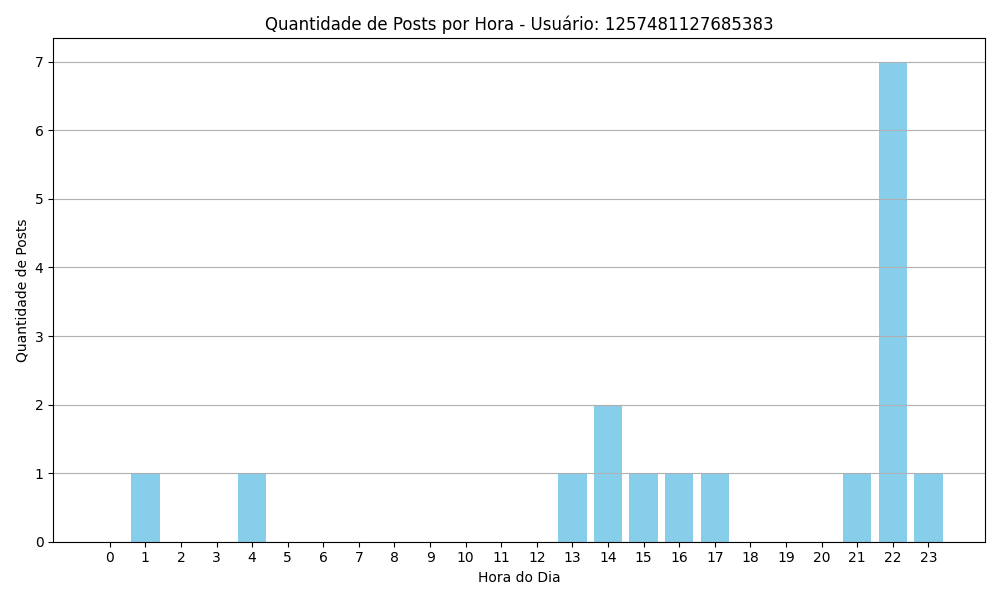 Quantidade de Posts por Hora - Usuário: 1257481127685383
Quantidade de Posts
7
6
5
4
3
2
1
0
0 1 2 3 4 5 6 7 8 9 10 11 12 13 14 15 16 17 18 19 20 21 22 23
Hora do Dia